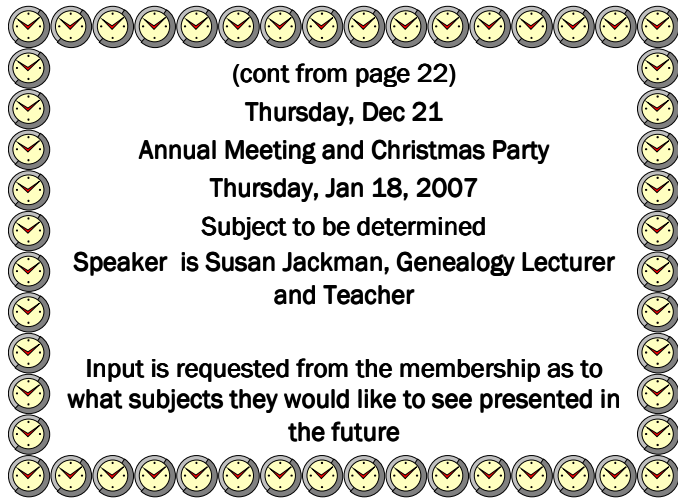 (cont from page 22)
Thursday, Dec 21
Annual Meeting and Christmas Party
Thursday, Jan 18, 2007
Subject to be determined
Speaker is Susan Jackman, Genealogy Lecturer
and Teacher
Input is requested from the membership as to
what subjects they would like to see presented in
the future